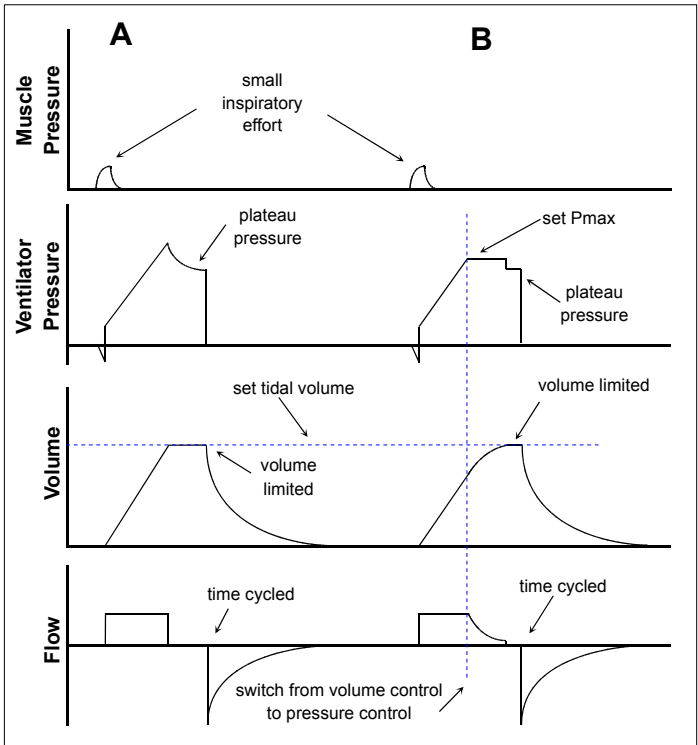 A
B
Muscle
Pressure
small
inspiratory
effort
Ventilator
Pressure
plateau
pressure
set Pmax
plateau
pressure
Volume
set tidal volume
volume limited
volume
limited
Flow
time cycled
time cycled
switch from volume control
to pressure control